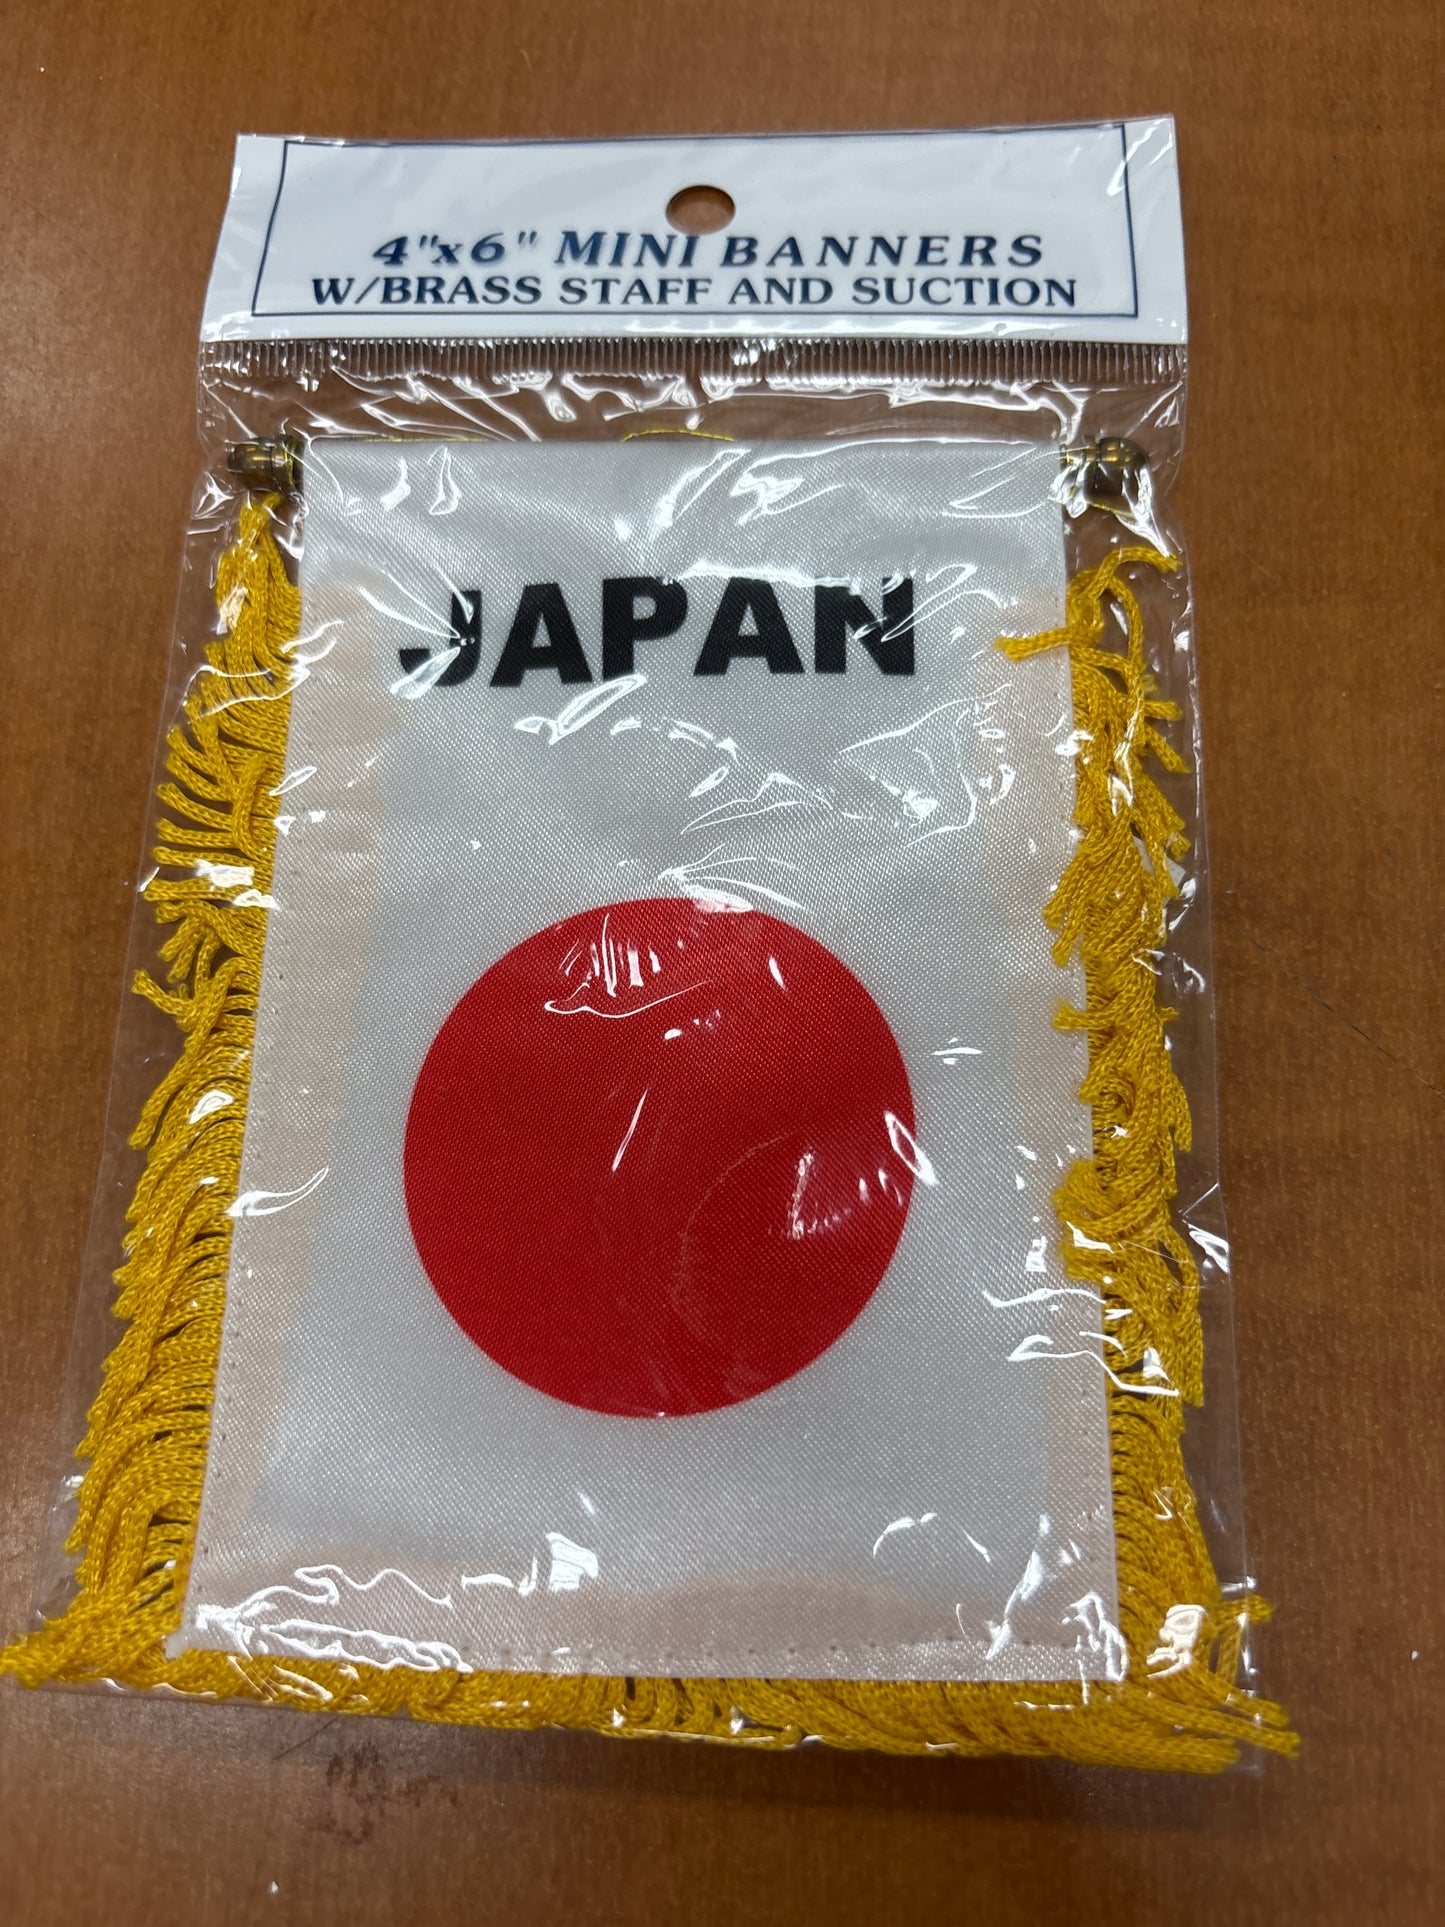 4"x6" MINI BANNERS
W/BRASS STAFF AND SUCTION
JAPAN